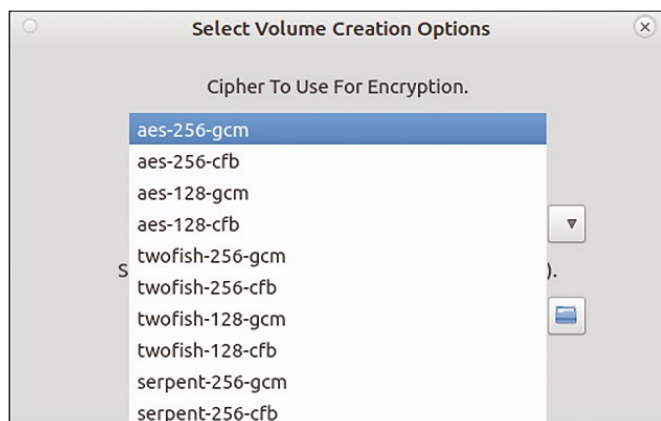 Select Volume Creation Options
Cipher To Use For Encryption.
aes-256-gcm
aes-256-cfb
aes-128-gcm
aes-128-cfb
twofish-256-gcm
S ).
twofish-256-cfb
twofish-128-gcm
twofish-128-cfb
serpent-256-gcm
serpent-256-cfb